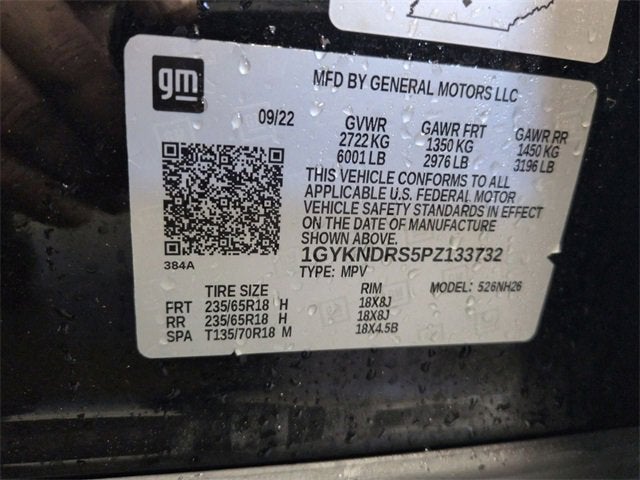 gm
MFD BY GENERAL MOTORS LLC
09/22 GVWR GAWR FRT GAWR RR
2722 KG 1350 KG 1450 KG
6001 LB 2976 LB 3196 LB
THIS VEHICLE CONFORMS TO ALL
APPLICABLE U.S. FEDERAL MOTOR
VEHICLE SAFETY STANDARDS IN EFFECT
ON THE DATE OF MANUFACTURE
SHOWN ABOVE.
384A
1GYKNDRS5PZ133732
TYPE: MPV MODEL: 526NH26
TIRE SIZE RIM
FRT 235/65R18 H 18X8J
RR 235/65R18 H 18X8J
SPA T135/70R18 M 18X4.5B